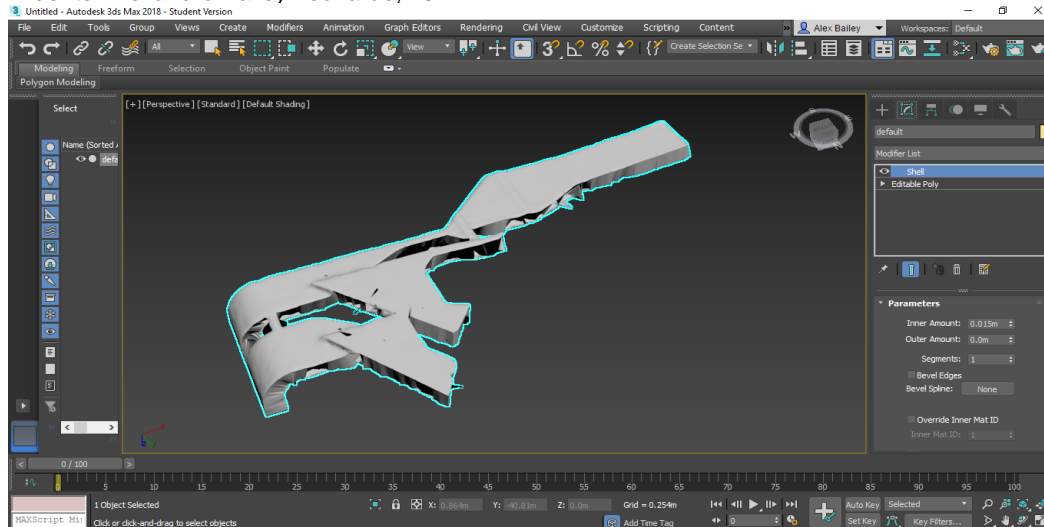 Untitled - Autodesk 3ds Max 2018 - Student Version
File Edit Tools Group Views Create Modifiers Animation Graph Editors Rendering Civil View Customize Scripting Content Alex Bailey Workspaces: Default
All View Create Selection Se
Modeling Freeform Selection Object Paint Populate
Polygon Modeling
Select
[+] [Perspective] [Standard] [Default Shading]
Name (Sorted A
defa
default
Modifier List
Shell
Editable Poly
Parameters
Inner Amount: 0.015m
Outer Amount: 0.0m
Segments: 1
Bevel Edges
Bevel Spline: None
Override Inner Mat ID
Inner Mat ID: 1
0 / 100
0 5 10 15 20 25 30 35 40 45 50 55 60 65 70 75 80 85 90 95 100
1 Object Selected X: 0.864m Y: -40.81m Z: 0.0m Grid = 0.254m Auto Key Selected
MAXScript Mi: Click or click-and-drag to select objects Add Time Tag 0 Set Key Key Filters...